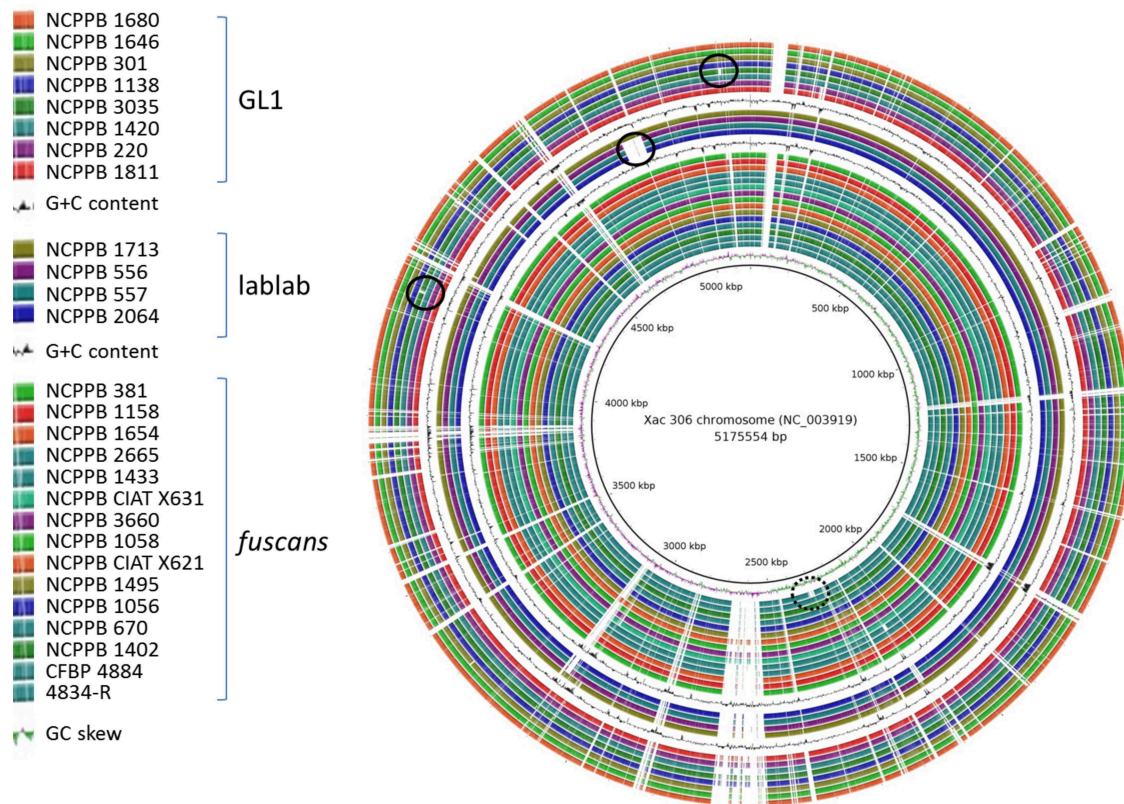 NCPPB 1680
NCPPB 1646
NCPPB 301
NCPPB 1138
NCPPB 3035
NCPPB 1420
NCPPB 220
NCPPB 1811
GL1
G+C content
NCPPB 1713
NCPPB 556
NCPPB 557
NCPPB 2064
lablab
G+C content
NCPPB 381
NCPPB 1158
NCPPB 1654
NCPPB 2665
NCPPB 1433
NCPPB CIAT X631
NCPPB 3660
NCPPB 1058
NCPPB CIAT X621
NCPPB 1495
NCPPB 1056
NCPPB 670
NCPPB 1402
CFBP 4884
4834-R
fuscans
GC skew
5000 kbp
500 kbp
4500 kbp
1000 kbp
4000 kbp
Xac 306 chromosome (NC_003919)
5175554 bp
1500 kbp
3500 kbp
2000 kbp
3000 kbp
2500 kbp